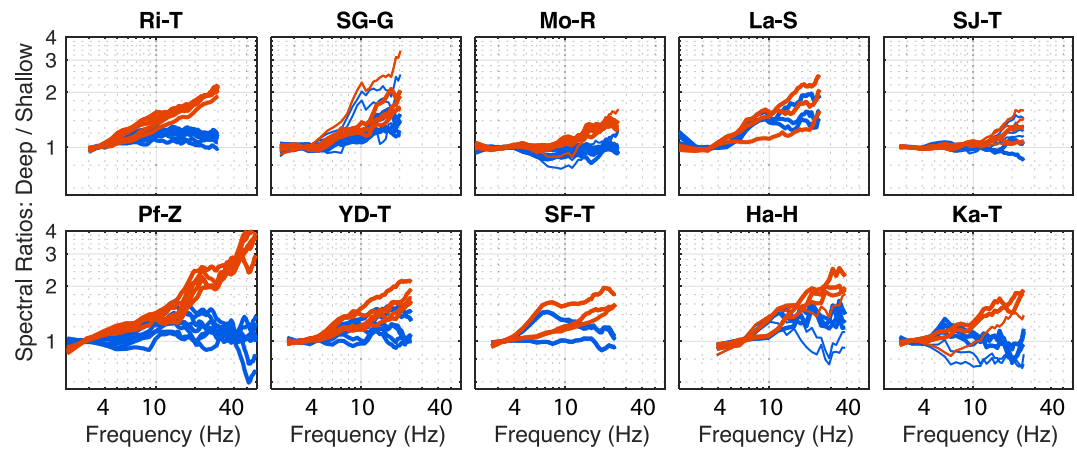 Ri-T SG-G Mo-R La-S SJ-T
4
3
2
1
Pf-Z YD-T SF-T Ha-H Ka-T
4
3
2
1
Spectral Ratios: Deep / Shallow
4 10 40 4 10 40 4 10 40 4 10 40 4 10 40
Frequency (Hz) Frequency (Hz) Frequency (Hz) Frequency (Hz) Frequency (Hz)